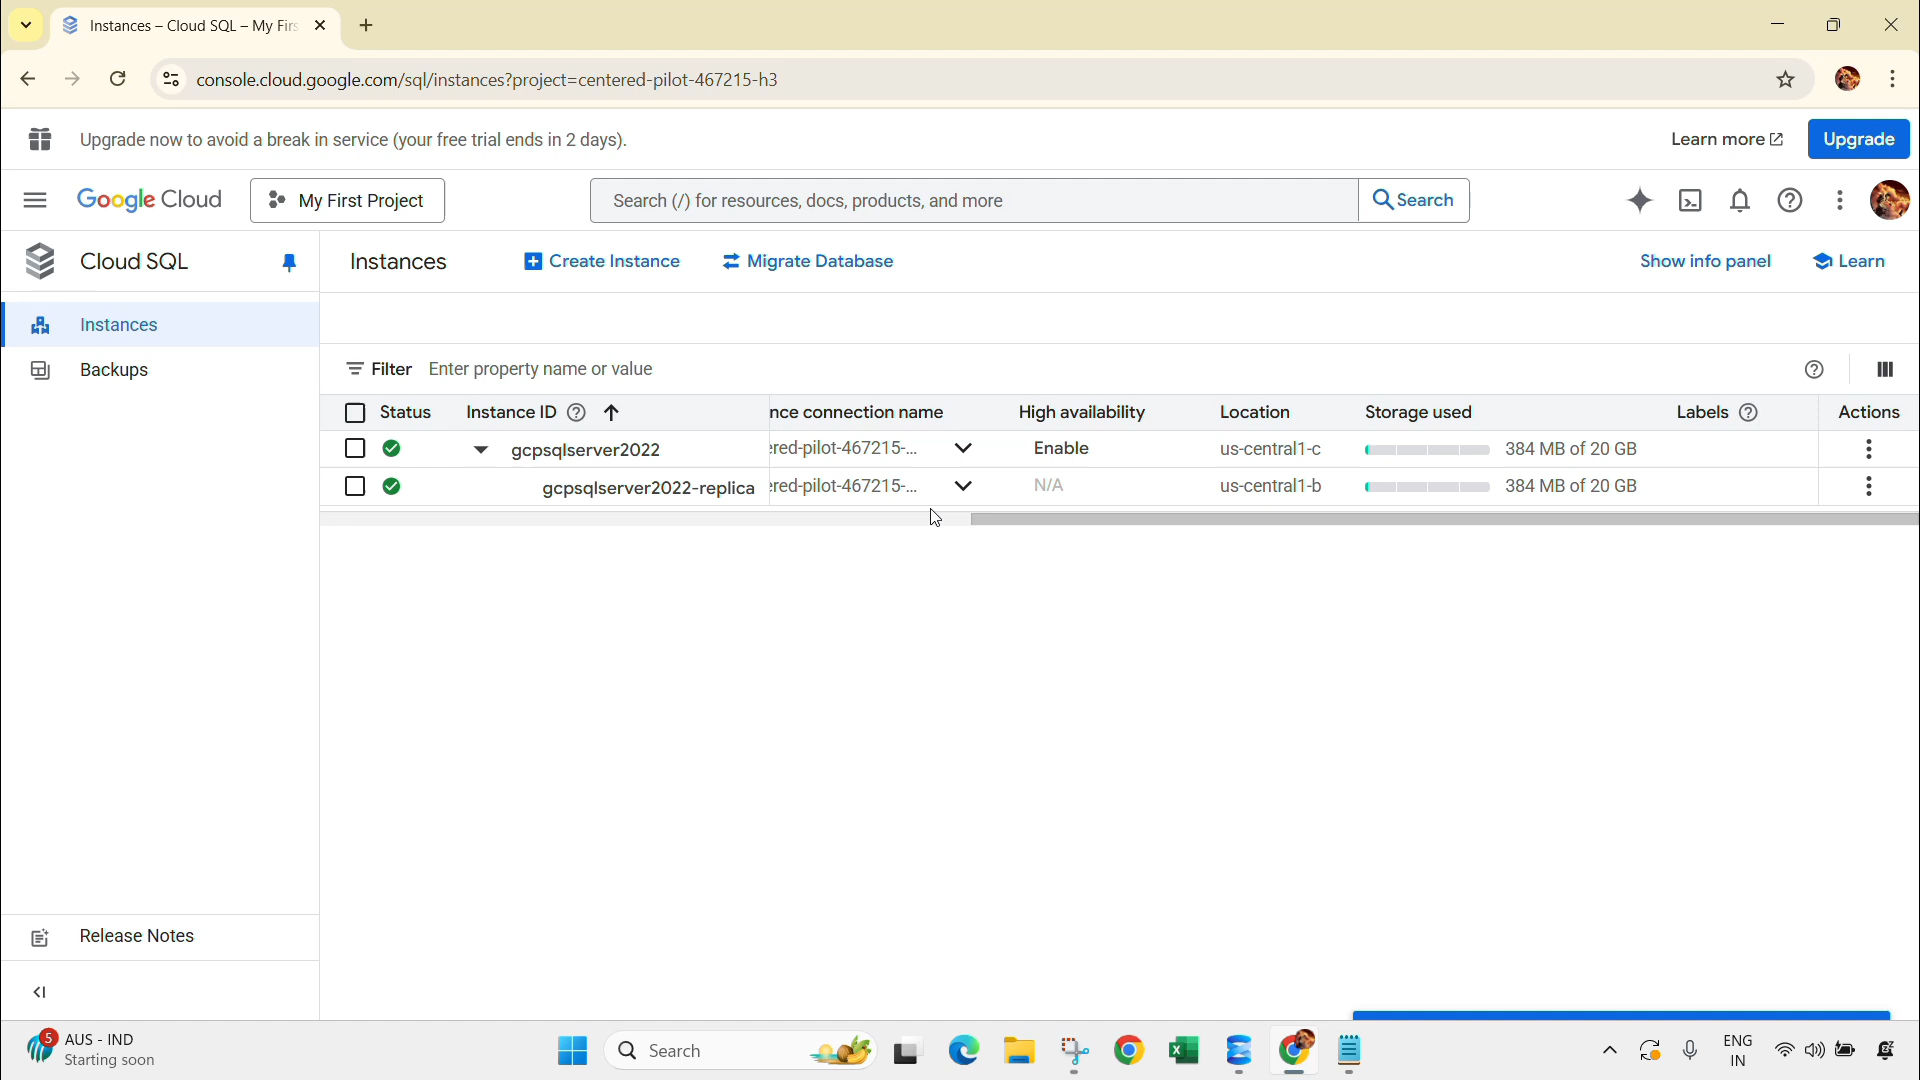 Instances – Cloud SQL – My Firs
console.cloud.google.com/sql/instances?project=centered-pilot-467215-h3
Upgrade now to avoid a break in service (your free trial ends in 2 days).
Learn more
Upgrade
Google Cloud
My First Project
Search (/) for resources, docs, products, and more
Search
Cloud SQL
Instances
Create Instance
Migrate Database
Show info panel
Learn
Instances
Backups
Filter Enter property name or value
Status Instance ID nce connection name High availability Location Storage used Labels Actions
gcpsqlserver2022 ered-pilot-467215-... Enable us-central1-c 384 MB of 20 GB
gcpsqlserver2022-replica ered-pilot-467215-... N/A us-central1-b 384 MB of 20 GB
Release Notes
5
AUS - IND
Starting soon
Search
ENG
IN